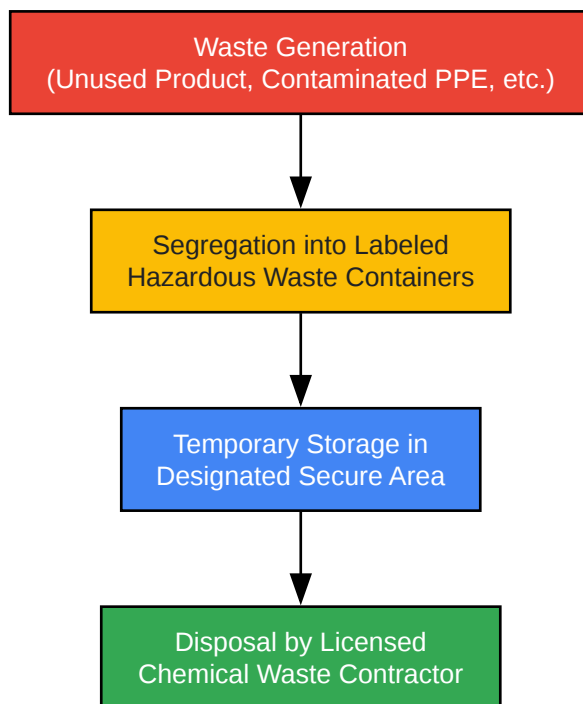 Waste Generation
(Unused Product, Contaminated PPE, etc.)
Segregation into Labeled
Hazardous Waste Containers
Temporary Storage in
Designated Secure Area
Disposal by Licensed
Chemical Waste Contractor